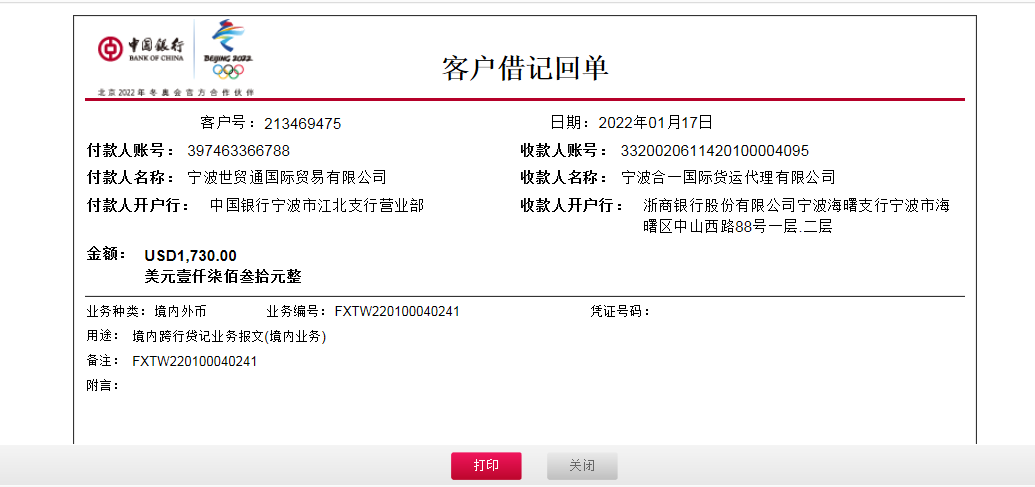 中国银行
BANK OF CHINA
BEIJING 2022
北京2022年冬奥会官方合作伙伴
客户借记回单
客户号：213469475 日期：2022年01月17日
付款人账号：397463366788 收款人账号：3320020611420100004095
付款人名称：宁波世贸通国际贸易有限公司 收款人名称：宁波合一国际货运代理有限公司
付款人开户行：中国银行宁波市江北支行营业部 收款人开户行：浙商银行股份有限公司宁波海曙支行宁波市海
曙区中山西路88号一层.二层
金额：USD1,730.00
美元壹仟柒佰叁拾元整
业务种类：境内外币 业务编号：FXTW220100040241 凭证号码：
用途：境内跨行贷记业务报文(境内业务)
备注：FXTW220100040241
附言：
打印 关闭